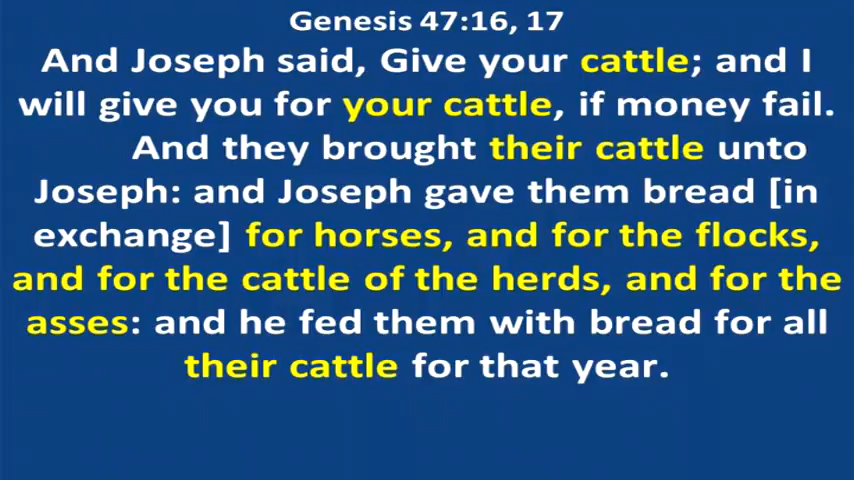 Genesis 47:16, 17
And Joseph said, Give your cattle; and I
will give you for your cattle, if money fail.
And they brought their cattle unto
Joseph: and Joseph gave them bread [in
exchange] for horses, and for the flocks,
and for the cattle of the herds, and for the
asses: and he fed them with bread for all
their cattle for that year.